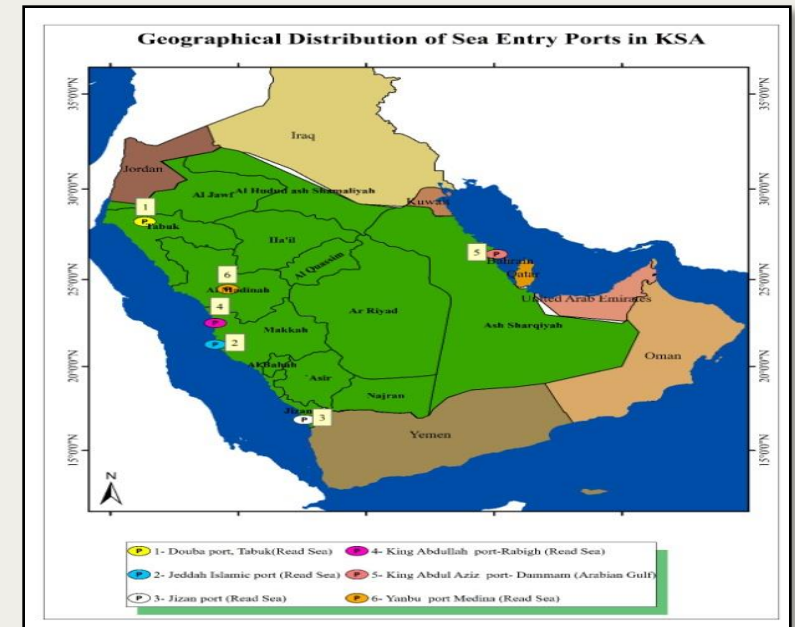 Geographical Distribution of Sea Entry Ports in KSA
35°0'0"N
35°0'0"N
Iraq
Jordan
30°0'0"N
Al Jawf
Al Hudud ash Shamaliyah
30°0'0"N
1
Kuwait
Tabuk
Ha'il
5
Al Quassim
Bahrain
6
Qatar
25°0'0"N
Al Madinah
25°0'0"N
4
United Arab Emirates
Ar Riyad
Makkah
Ash Sharqiyah
2
Oman
20°0'0"N
Al Bahah
20°0'0"N
'Asir
Najran
Jizan
3
Yemen
15°0'0"N
15°0'0"N
N
P 1- Douba port, Tabuk(Read Sea) P 4- King Abdullah port-Rabigh (Read Sea)
P 2- Jeddah Islamic port (Read Sea) P 5- King Abdul Aziz port- Dammam (Arabian Gulf)
P 3- Jizan port (Read Sea) P 6- Yanbu port Medina (Read Sea)